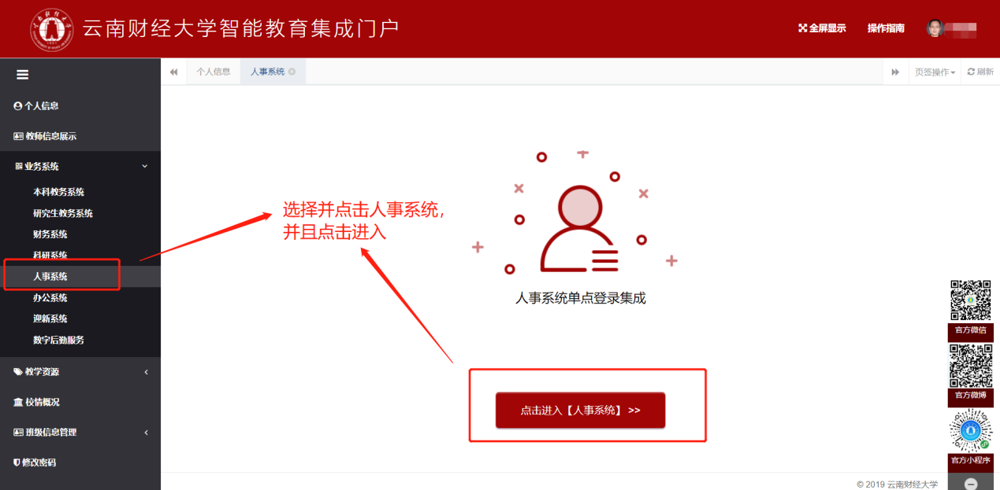 云南财经大学智能教育集成门户
全屏显示
操作指南
个人信息
人事系统
页签操作
刷新
个人信息
教师信息展示
业务系统
本科教务系统
研究生教务系统
财务系统
科研系统
人事系统
办公系统
迎新系统
数字后勤服务
教学资源
校情概况
班级信息管理
修改密码
选择并点击人事系统，
并且点击进入
人事系统单点登录集成
点击进入【人事系统】 >>
官方微信
官方微博
官方小程序
© 2019 云南财经大学